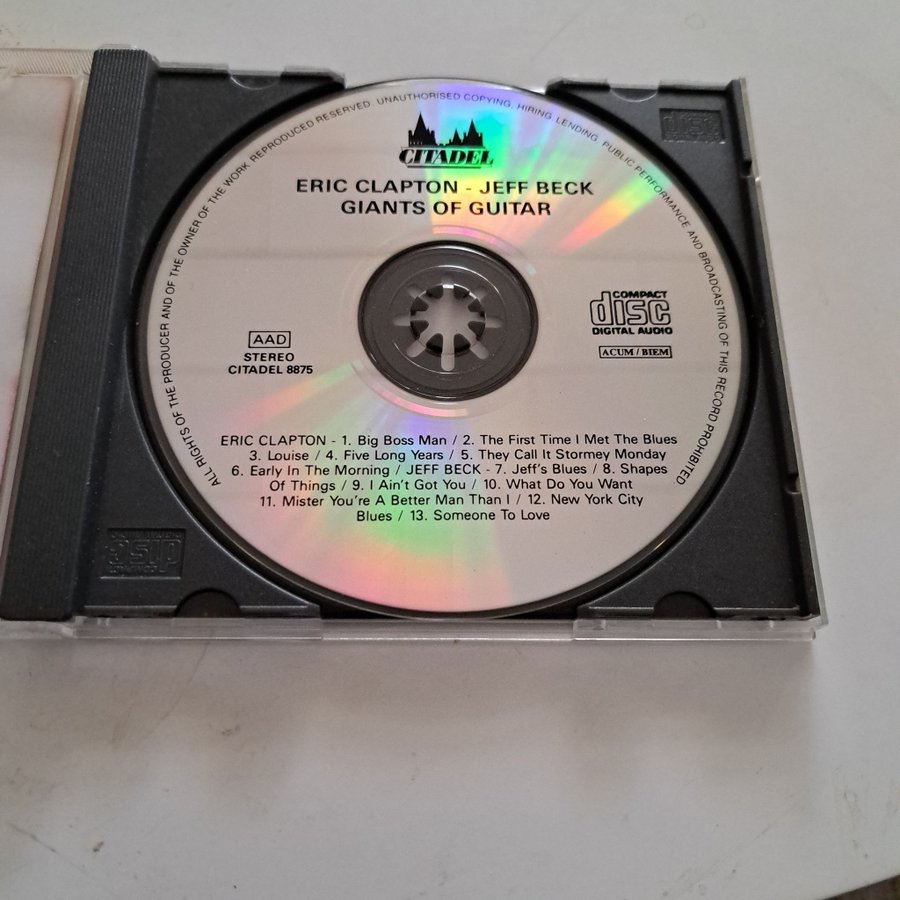 ALL RIGHTS OF THE PRODUCER AND OF THE OWNER OF THE WORK REPRODUCED RESERVED. UNAUTHORISED COPYING, HIRING, LENDING, PUBLIC PERFORMANCE AND BROADCASTING OF THIS RECORD PROHIBITED.
CITADEL
ERIC CLAPTON - JEFF BECK
GIANTS OF GUITAR
AAD
STEREO
CITADEL 8875
COMPACT
disc
DIGITAL AUDIO
ACUM / BIEM
ERIC CLAPTON - 1. Big Boss Man / 2. The First Time I Met The Blues
3. Louise / 4. Five Long Years / 5. They Call It Stormey Monday
6. Early In The Morning / JEFF BECK - 7. Jeff's Blues / 8. Shapes
Of Things / 9. I Ain't Got You / 10. What Do You Want
11. Mister You're A Better Man Than I / 12. New York City
Blues / 13. Someone To Love